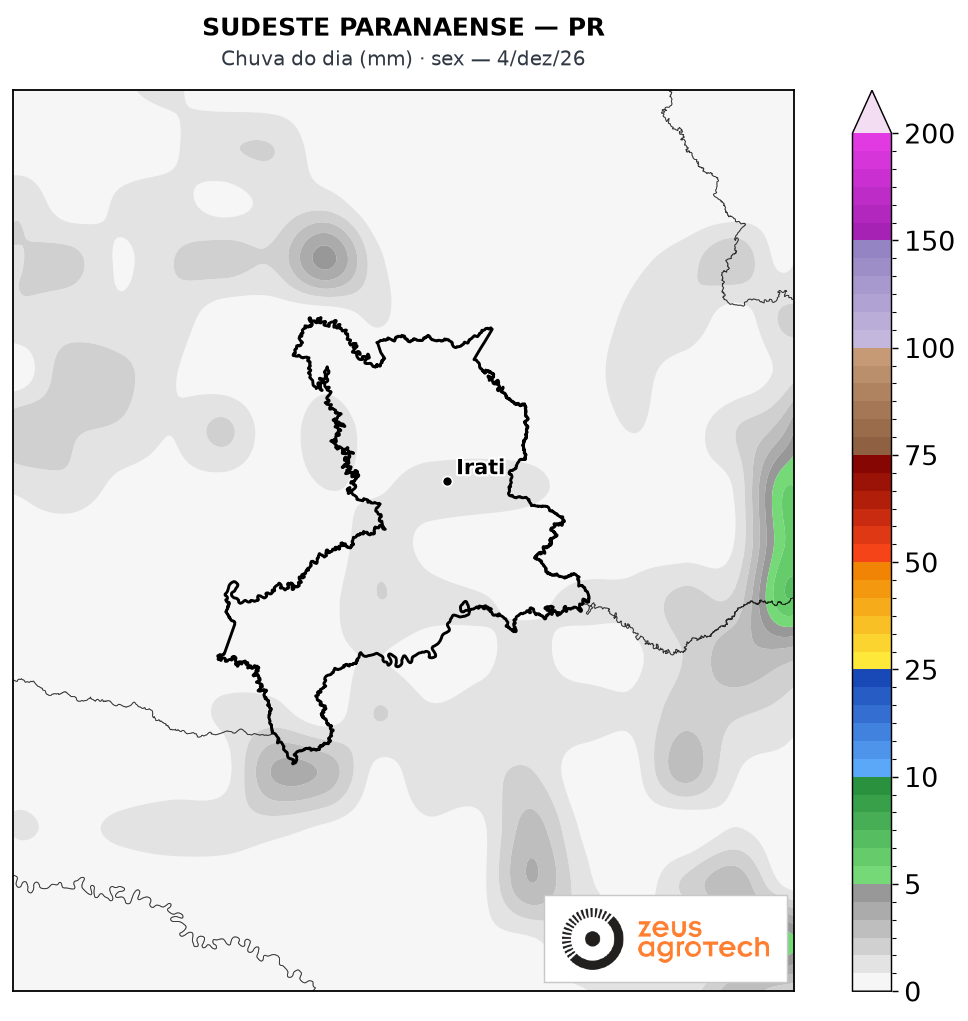 SUDESTE PARANAENSE — PR
Chuva do dia (mm) · sex — 4/dez/26
200
150
100
75
50
25
10
5
0
Irati
zeus
agrotech